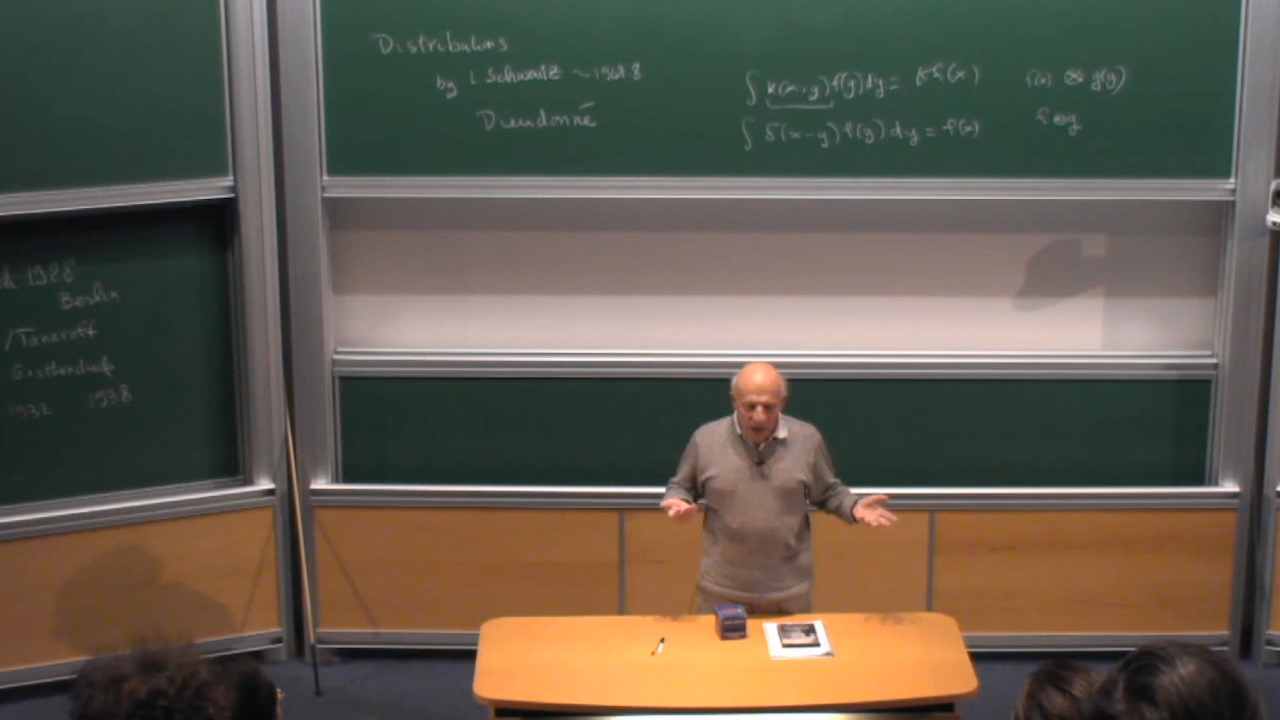 Distributions
by L. Schwartz ~ 1948
Dieudonné
∫ K(x,y) f(y) dy = Kf(x)
∫ δ(x-y) f(y) dy = f(x)
f(x) ⊗ g(y)
f⊗g
1928
Berlin
/Tanaroff
Grothendieck
1932 1938